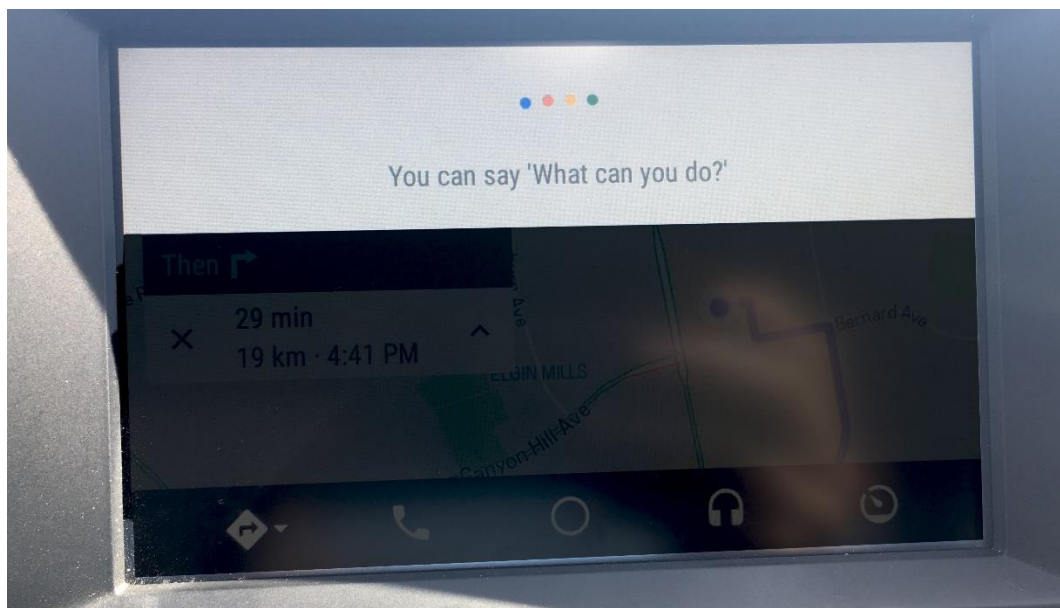 You can say 'What can you do?'
Then
29 min
19 km · 4:41 PM
Ave
Bernard Ave
ELGIN MILLS
Canyon Hill Ave